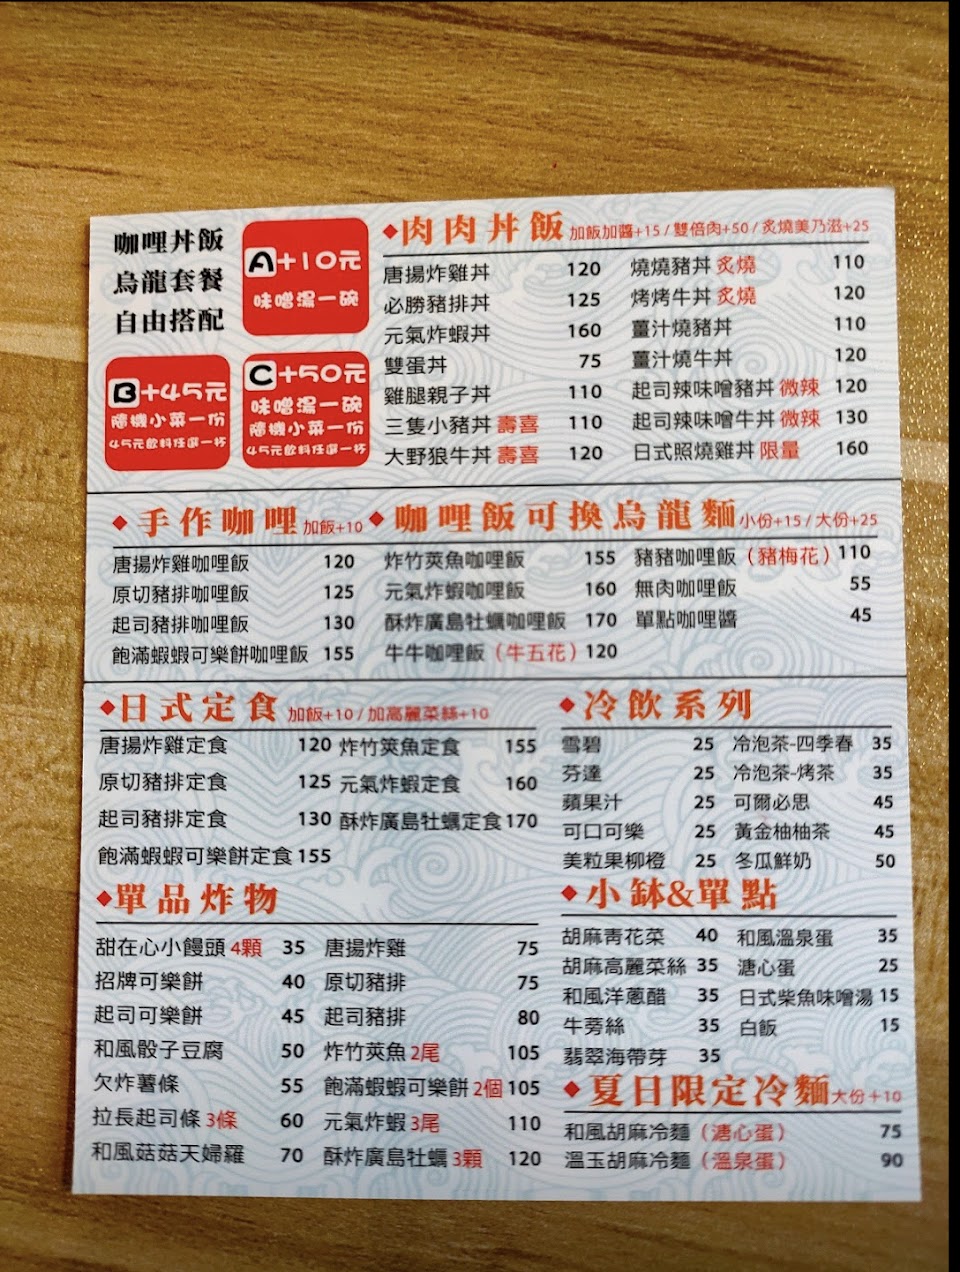 咖哩丼飯
烏龍套餐
自由搭配
A+10元
味噌湯一碗
B+45元
隨機小菜一份
45元飲料任選一杯
C+50元
味噌湯一碗
隨機小菜一份
45元飲料任選一杯
◆肉肉丼飯 加飯加醬+15 / 雙倍肉+50 / 炙燒美乃滋+25
唐揚炸雞丼 120
必勝豬排丼 125
元氣炸蝦丼 160
雙蛋丼 75
雞腿親子丼 110
三隻小豬丼 壽喜 110
大野狼牛丼 壽喜 120
燒燒豬丼 炙燒 110
烤烤牛丼 炙燒 120
薑汁燒豬丼 110
薑汁燒牛丼 120
起司辣味噌豬丼 微辣 120
起司辣味噌牛丼 微辣 130
日式照燒雞丼 限量 160
◆手作咖哩 加飯+10 ◆咖哩飯可換烏龍麵 小份+15 / 大份+25
唐揚炸雞咖哩飯 120
原切豬排咖哩飯 125
起司豬排咖哩飯 130
飽滿蝦蝦可樂餅咖哩飯 155
炸竹莢魚咖哩飯 155
元氣炸蝦咖哩飯 160
酥炸廣島牡蠣咖哩飯 170
牛牛咖哩飯（牛五花）120
豬豬咖哩飯（豬梅花）110
無肉咖哩飯 55
單點咖哩醬 45
◆日式定食 加飯+10 / 加高麗菜絲+10
唐揚炸雞定食 120
原切豬排定食 125
起司豬排定食 130
飽滿蝦蝦可樂餅定食 155
炸竹筴魚定食 155
元氣炸蝦定食 160
酥炸廣島牡蠣定食 170
◆冷飲系列
雪碧 25
芬達 25
蘋果汁 25
可口可樂 25
美粒果柳橙 25
冷泡茶-四季春 35
冷泡茶-烤茶 35
可爾必思 45
黃金柚柚茶 45
冬瓜鮮奶 50
◆單品炸物
甜在心小饅頭 4顆 35
招牌可樂餅 40
起司可樂餅 45
和風骰子豆腐 50
欠炸薯條 55
拉長起司條 3條 60
和風菇菇天婦羅 70
唐揚炸雞 75
原切豬排 75
起司豬排 80
炸竹莢魚 2尾 105
飽滿蝦蝦可樂餅 2個 105
元氣炸蝦 3尾 110
酥炸廣島牡蠣 3顆 120
◆小缽&單點
胡麻青花菜 40
胡麻高麗菜絲 35
和風洋蔥醋 35
牛蒡絲 35
翡翠海帶芽 35
和風溫泉蛋 35
溏心蛋 25
日式柴魚味噌湯 15
白飯 15
◆夏日限定冷麵 大份+10
和風胡麻冷麵（溏心蛋） 75
溫玉胡麻冷麵（溫泉蛋） 90